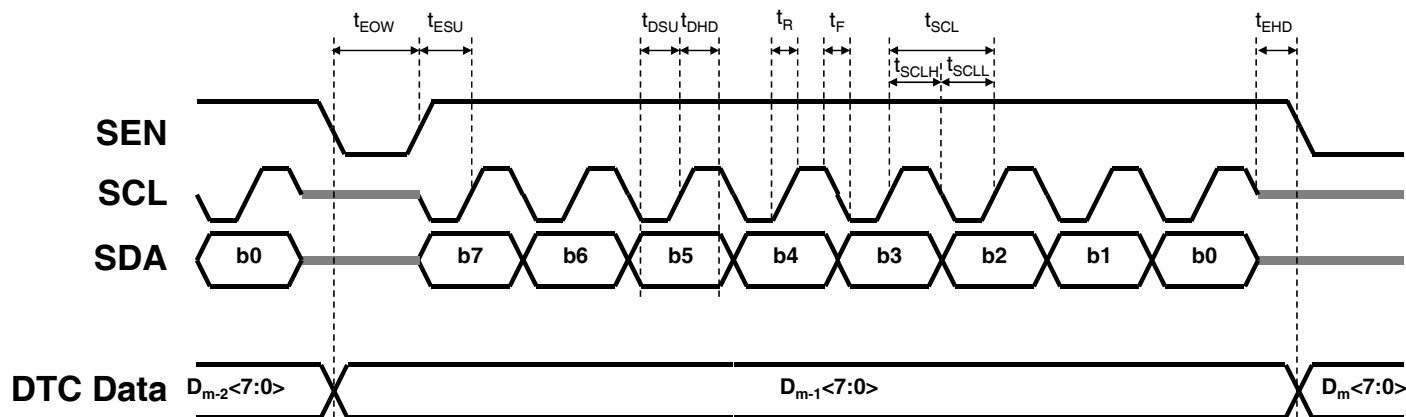 tEOW tESU tDSU tDHD tR tF tSCL tEHD
tSCLH tSCLL
SEN
SCL
SDA b0 b7 b6 b5 b4 b3 b2 b1 b0
DTC Data Dm-2<7:0> Dm-1<7:0> Dm<7:0>